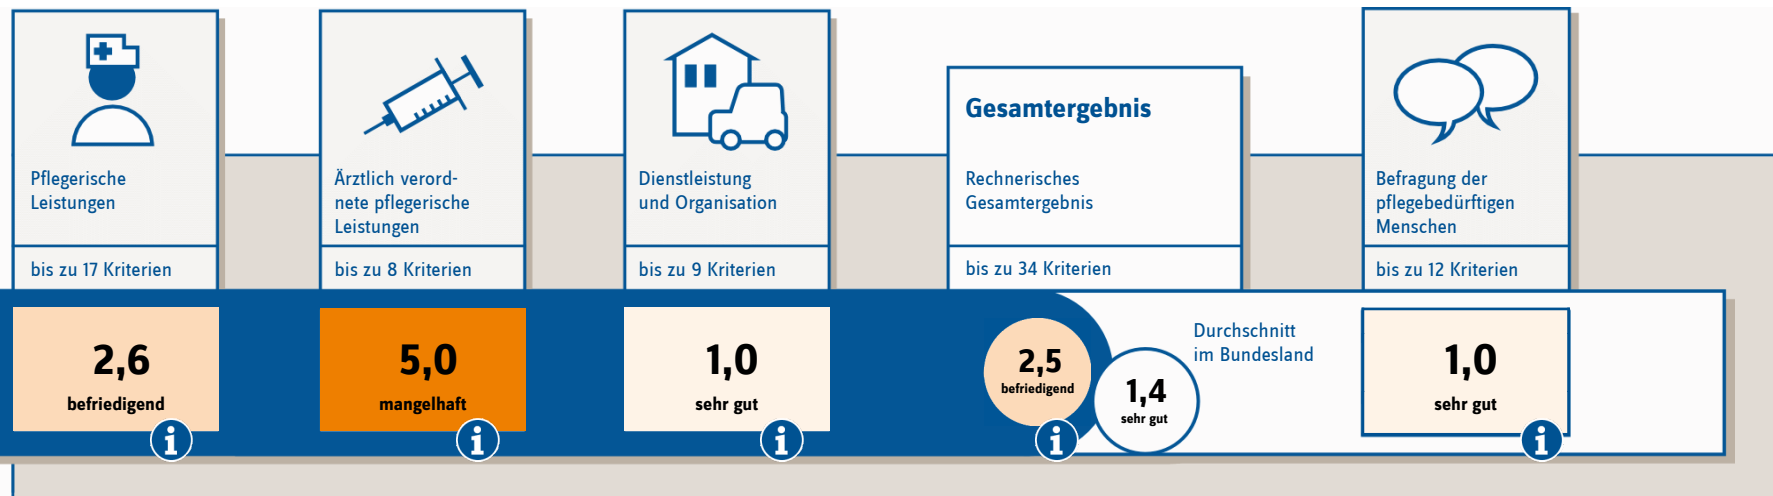 Pflegerische
Leistungen
bis zu 17 Kriterien
2,6
befriedigend
i
Ärztlich verord-
nete pflegerische
Leistungen
bis zu 8 Kriterien
5,0
mangelhaft
i
Dienstleistung
und Organisation
bis zu 9 Kriterien
1,0
sehr gut
i
Gesamtergebnis
Rechnerisches
Gesamtergebnis
bis zu 34 Kriterien
2,5
befriedigend
i
Durchschnitt
im Bundesland
1,4
sehr gut
Befragung der
pflegebedürftigen
Menschen
bis zu 12 Kriterien
1,0
sehr gut
i